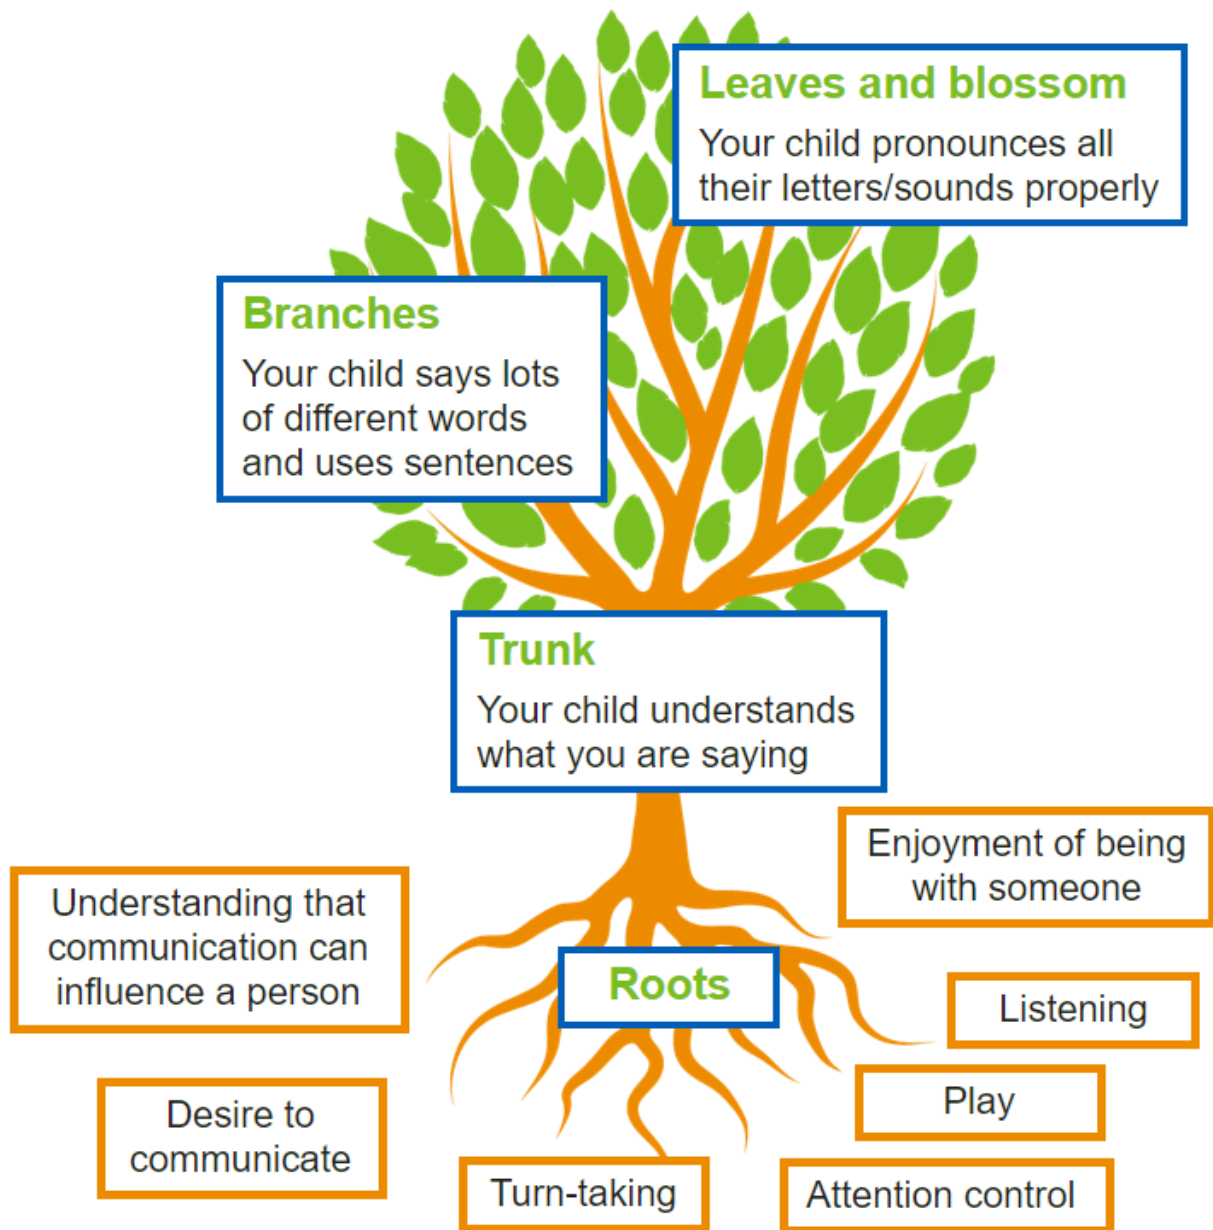 Leaves and blossom
Your child pronounces all
their letters/sounds properly
Branches
Your child says lots
of different words
and uses sentences
Trunk
Your child understands
what you are saying
Enjoyment of being
with someone
Understanding that
communication can
influence a person
Roots
Listening
Play
Desire to
communicate
Turn-taking
Attention control